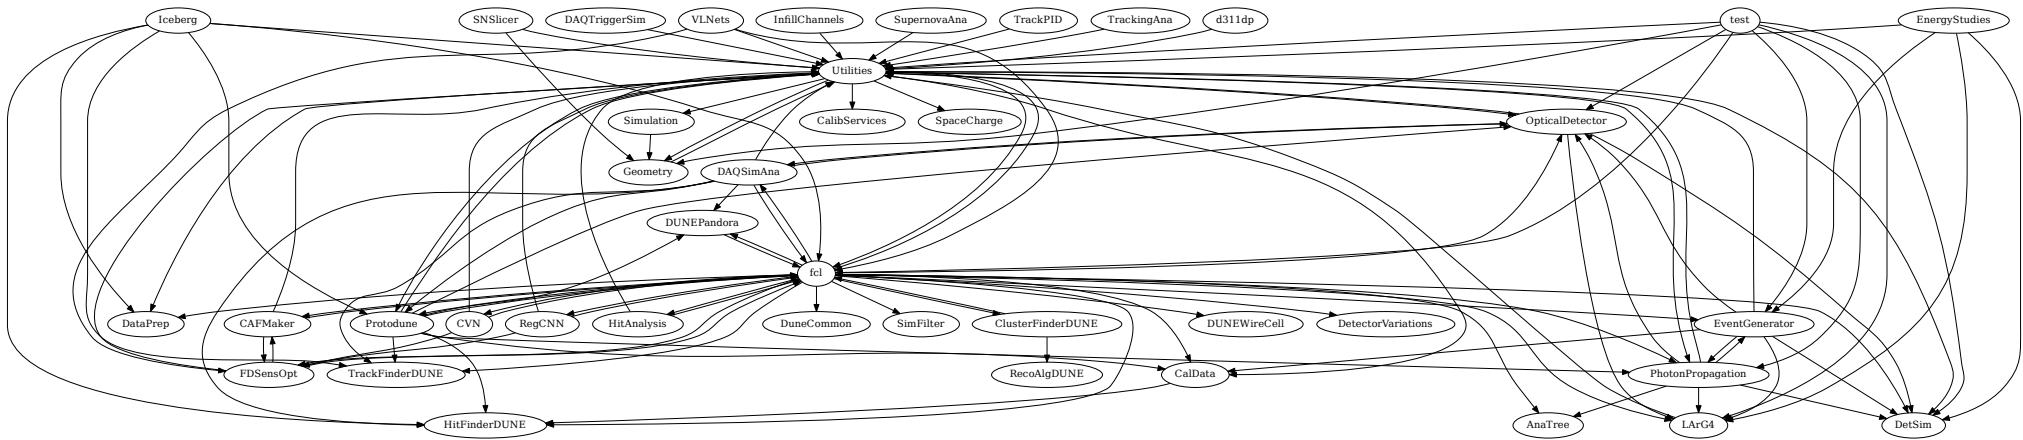 Iceberg
SNSlicer
DAQTriggerSim
VLNets
InfillChannels
SupernovaAna
TrackPID
TrackingAna
d311dp
test
EnergyStudies
Utilities
Simulation
CalibServices
SpaceCharge
OpticalDetector
Geometry
DAQSimAna
DUNEPandora
fcl
DataPrep
CAFMaker
Protodune
CVN
RegCNN
HitAnalysis
DuneCommon
SimFilter
ClusterFinderDUNE
DUNEWireCell
DetectorVariations
EventGenerator
FDSensOpt
TrackFinderDUNE
RecoAlgDUNE
CalData
PhotonPropagation
HitFinderDUNE
AnaTree
LArG4
DetSim